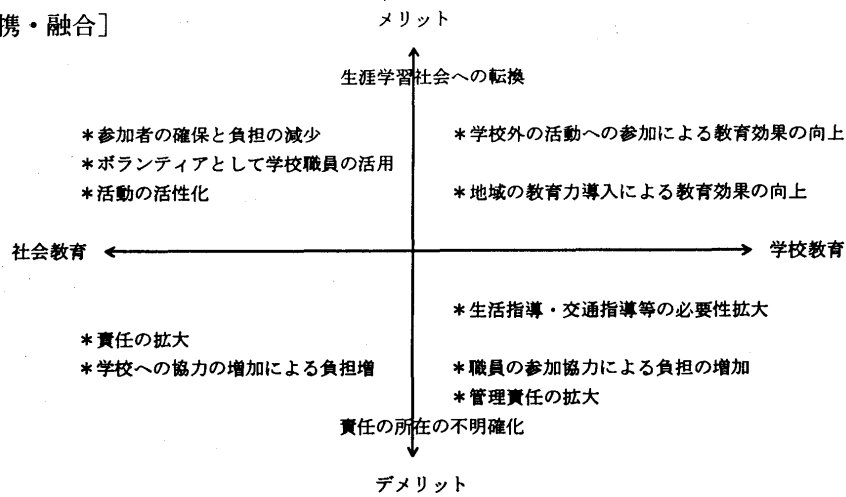 携・融合]
メリット
生涯学習社会への転換
＊参加者の確保と負担の減少
＊ボランティアとして学校職員の活用
＊活動の活性化
＊学校外の活動への参加による教育効果の向上
＊地域の教育力導入による教育効果の向上
社会教育
学校教育
＊責任の拡大
＊学校への協力の増加による負担増
＊生活指導・交通指導等の必要性拡大
＊職員の参加協力による負担の増加
＊管理責任の拡大
責任の所在の不明確化
デメリット